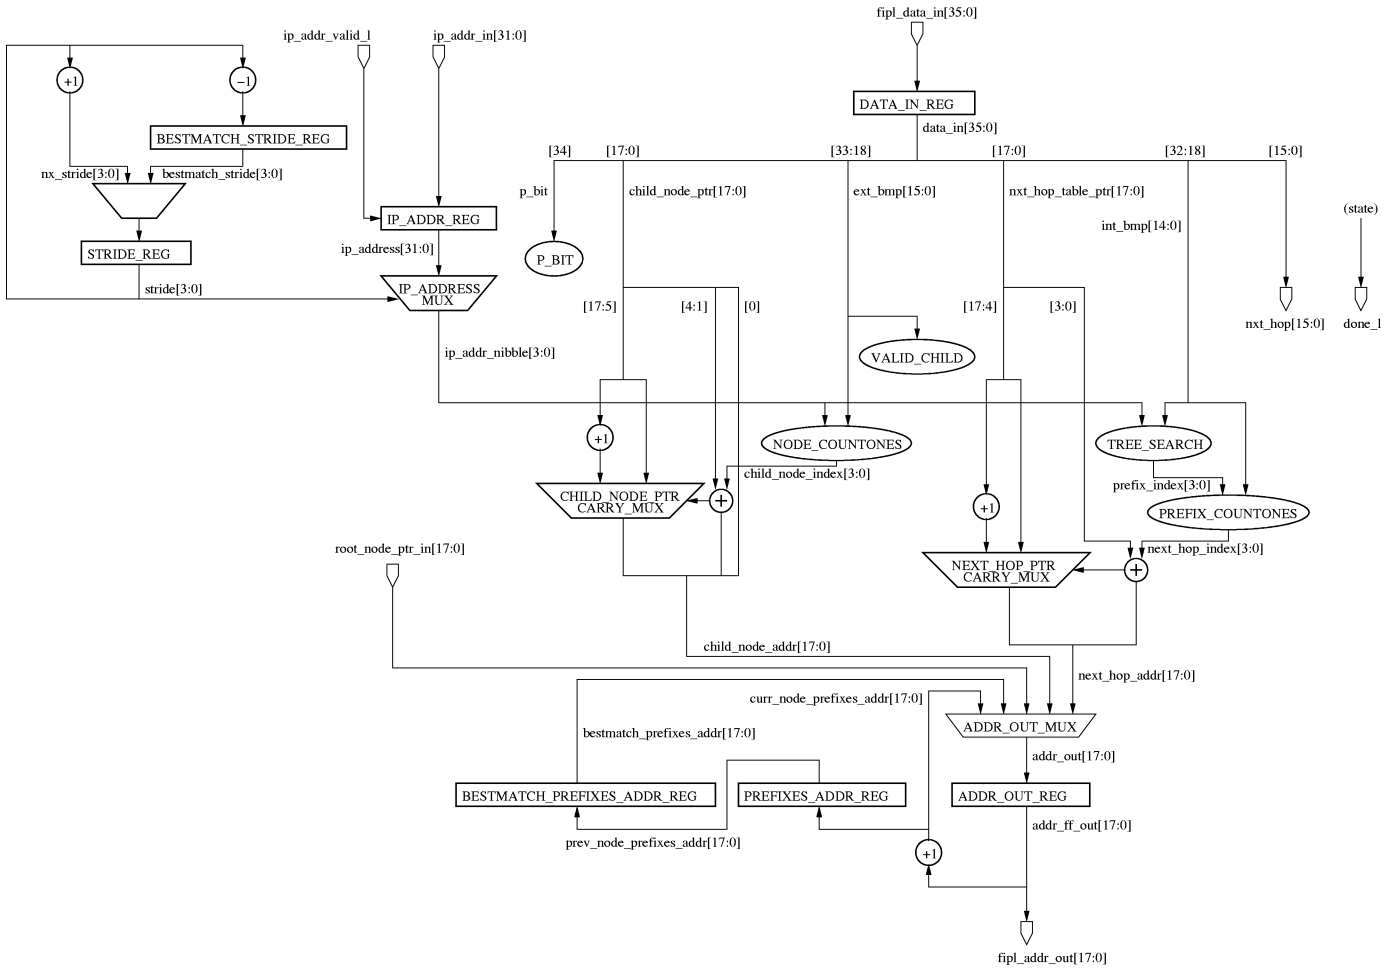 fipl_data_in[35:0]
ip_addr_valid_l
ip_addr_in[31:0]
+1
−1
DATA_IN_REG
data_in[35:0]
BESTMATCH_STRIDE_REG
[34]
[17:0]
[33:18]
[17:0]
[32:18]
[15:0]
nx_stride[3:0]
bestmatch_stride[3:0]
p_bit
child_node_ptr[17:0]
ext_bmp[15:0]
nxt_hop_table_ptr[17:0]
(state)
IP_ADDR_REG
int_bmp[14:0]
ip_address[31:0]
STRIDE_REG
P_BIT
stride[3:0]
IP_ADDRESS
MUX
[17:5]
[4:1]
[0]
[17:4]
[3:0]
nxt_hop[15:0]
done_l
ip_addr_nibble[3:0]
VALID_CHILD
+1
NODE_COUNTONES
TREE_SEARCH
child_node_index[3:0]
prefix_index[3:0]
CHILD_NODE_PTR
CARRY_MUX
+
+1
PREFIX_COUNTONES
root_node_ptr_in[17:0]
next_hop_index[3:0]
NEXT_HOP_PTR
CARRY_MUX
+
child_node_addr[17:0]
next_hop_addr[17:0]
curr_node_prefixes_addr[17:0]
ADDR_OUT_MUX
bestmatch_prefixes_addr[17:0]
addr_out[17:0]
BESTMATCH_PREFIXES_ADDR_REG
PREFIXES_ADDR_REG
ADDR_OUT_REG
addr_ff_out[17:0]
prev_node_prefixes_addr[17:0]
+1
fipl_addr_out[17:0]